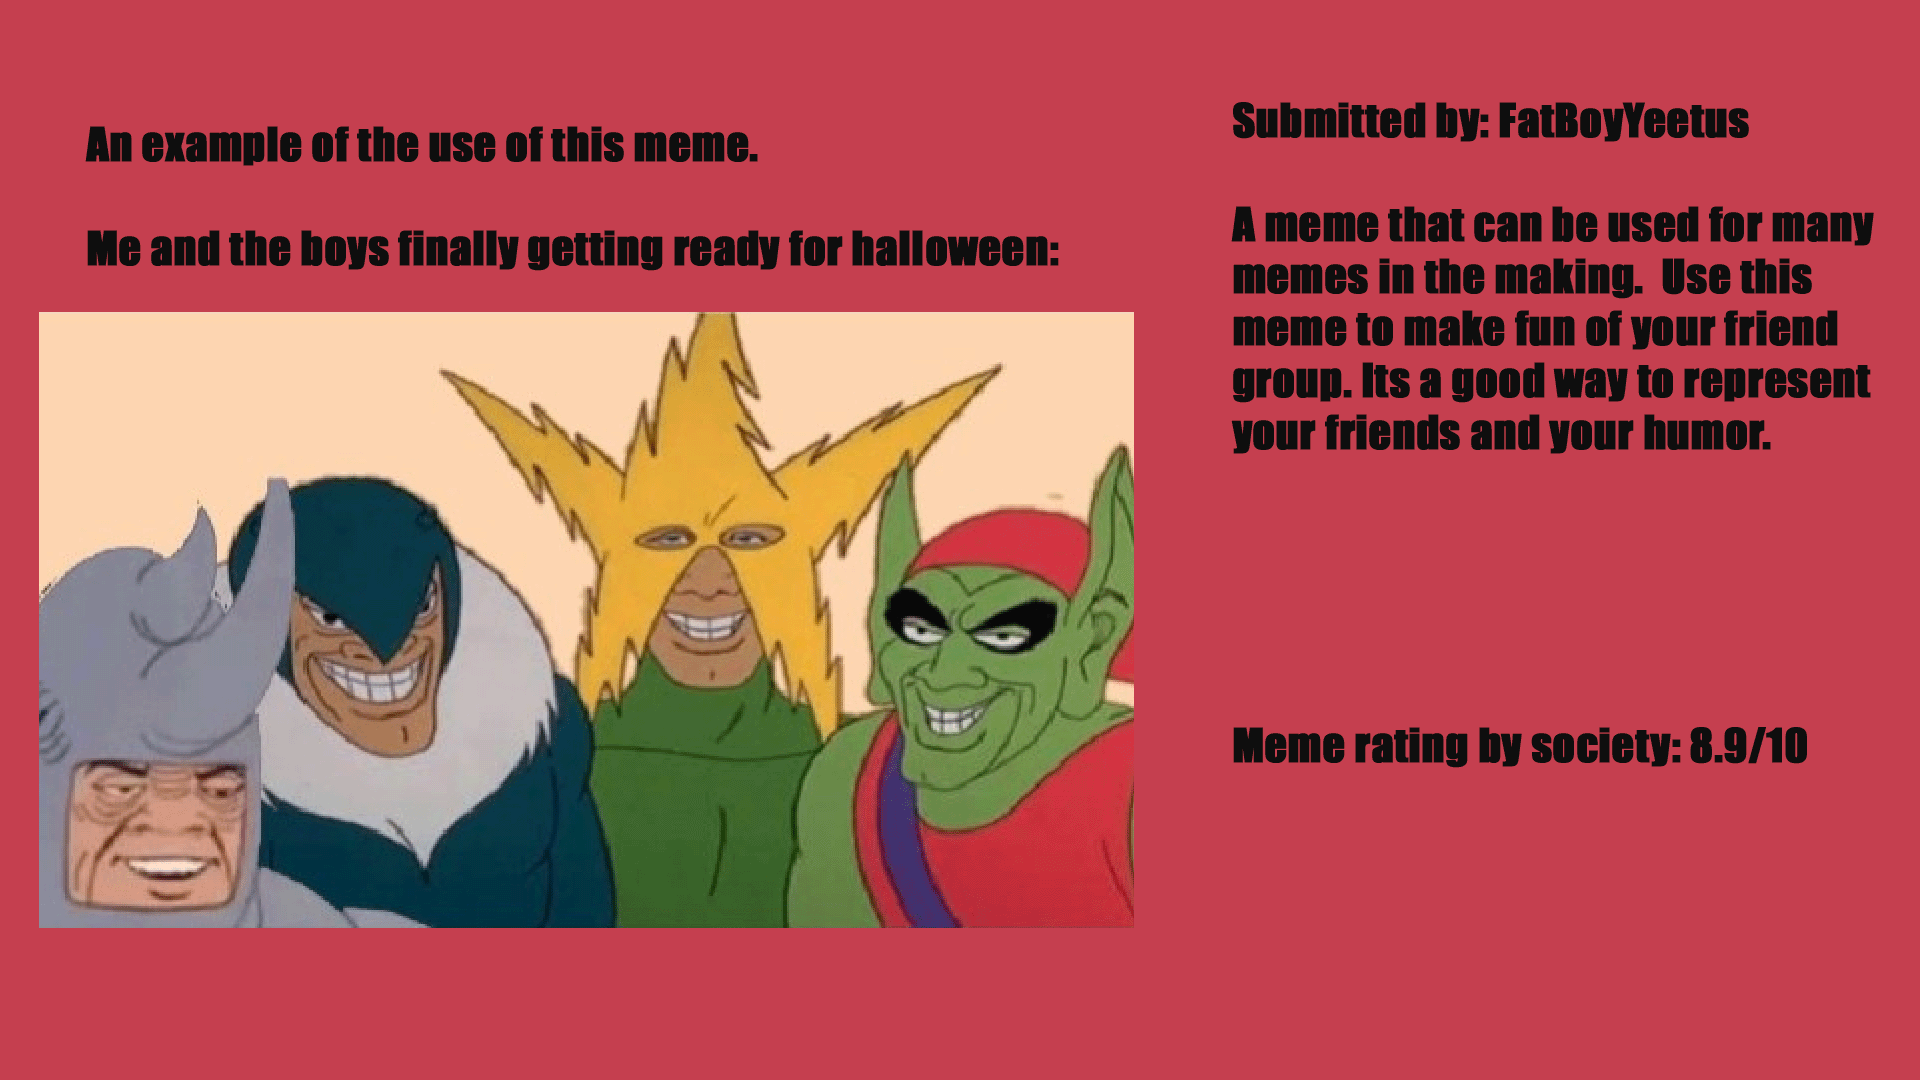 An example of the use of this meme.
Me and the boys finally getting ready for halloween:
Submitted by: FatBoyYeetus
A meme that can be used for many
memes in the making.  Use this
meme to make fun of your friend
group. Its a good way to represent
your friends and your humor.
Meme rating by society: 8.9/10